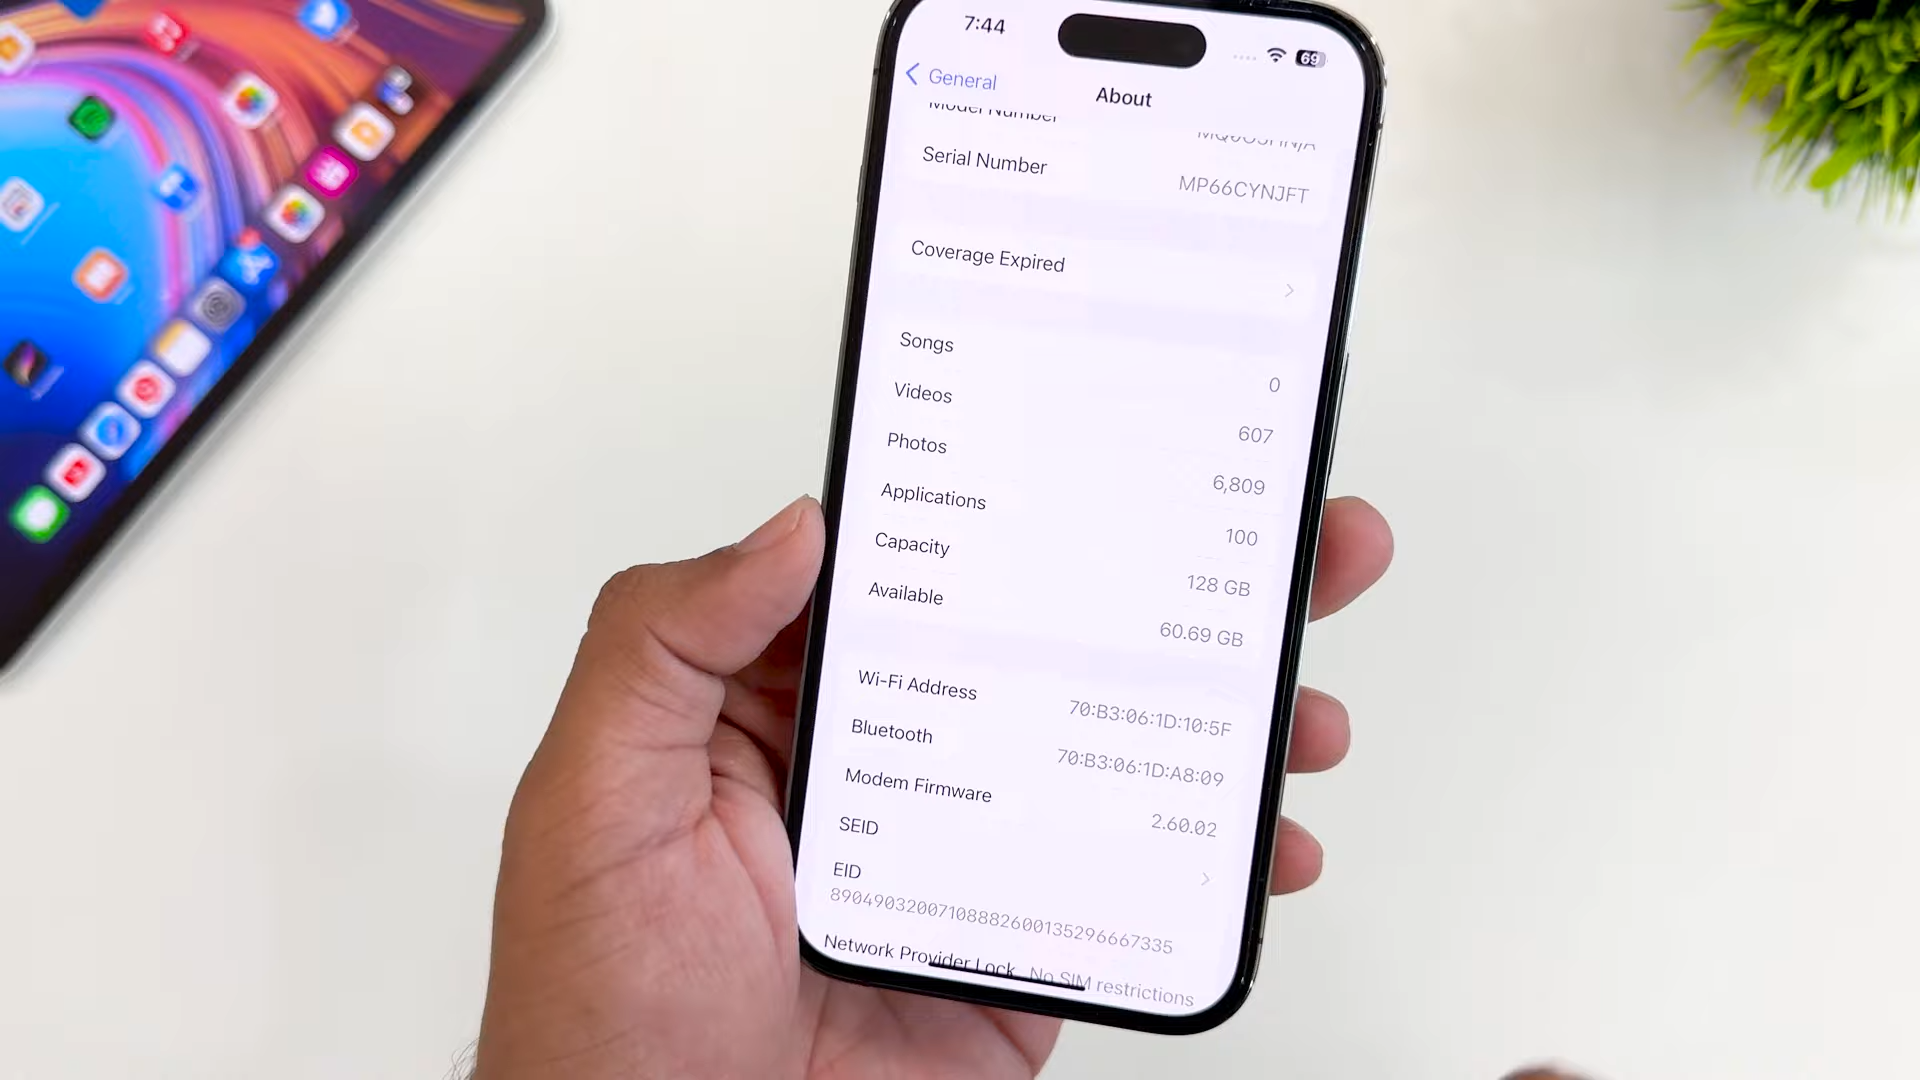 7:44
69
General
About
Model Number
Serial Number
MP66CYNJFT
Coverage Expired
Songs
0
Videos
607
Photos
6,809
Applications
100
Capacity
128 GB
Available
60.69 GB
Wi-Fi Address
70:B3:06:1D:10:5F
Bluetooth
70:B3:06:1D:A8:09
Modem Firmware
2.60.02
SEID
EID
89049032007108882600135296667335
Network Provider Lock
No SIM restrictions